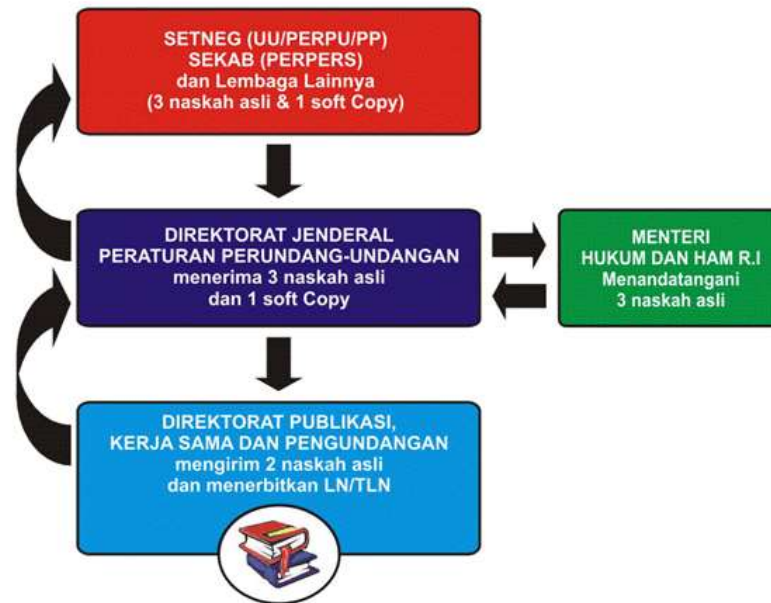 SETNEG (UU/PERPU/PP)
SEKAB (PERPERS)
dan Lembaga Lainnya
(3 naskah asli & 1 soft Copy)
DIREKTORAT JENDERAL
PERATURAN PERUNDANG-UNDANGAN
menerima 3 naskah asli
dan 1 soft Copy
MENTERI
HUKUM DAN HAM R.I
Menandatangani
3 naskah asli
DIREKTORAT PUBLIKASI,
KERJA SAMA DAN PENGUNDANGAN
mengirim 2 naskah asli
dan menerbitkan LN/TLN